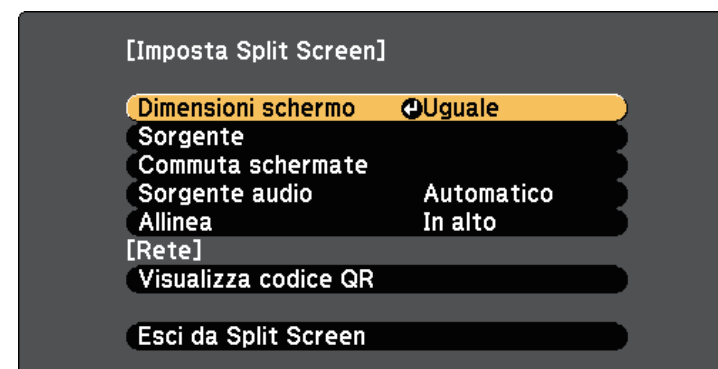 [Imposta Split Screen]
Dimensioni schermo Uguale
Sorgente
Commuta schermate
Sorgente audio Automatico
Allinea In alto
[Rete]
Visualizza codice QR
Esci da Split Screen